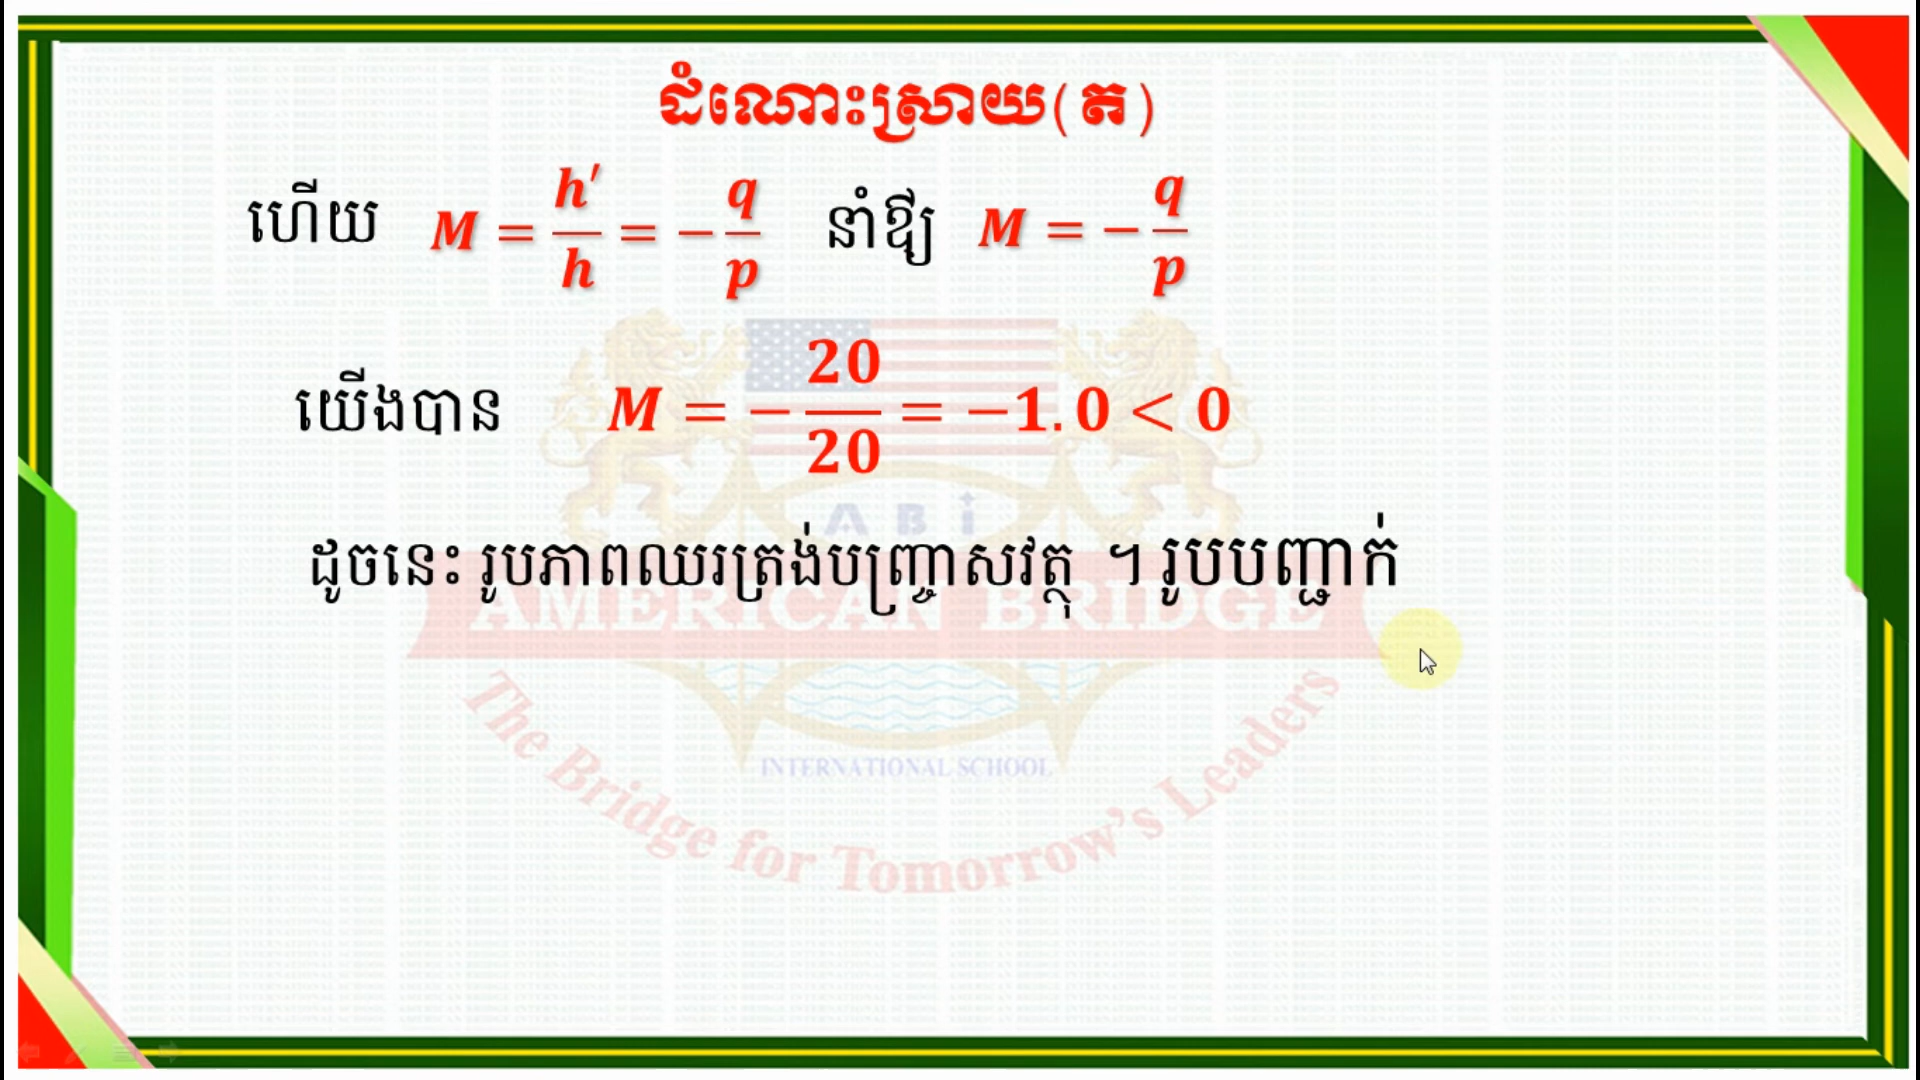 ដំណោះស្រាយ(ត)
ហើយ M = h′/h = −q/p នាំឱ្យ M = −q/p
យើងបាន M = −20/20 = −1.0 < 0
ដូចនេះ រូបភាពឈរត្រង់បញ្ច្រាសវត្ថុ ។ រូបបញ្ជាក់
ABi
AMERICAN BRIDGE
INTERNATIONAL SCHOOL
The Bridge for Tomorrow's Leaders